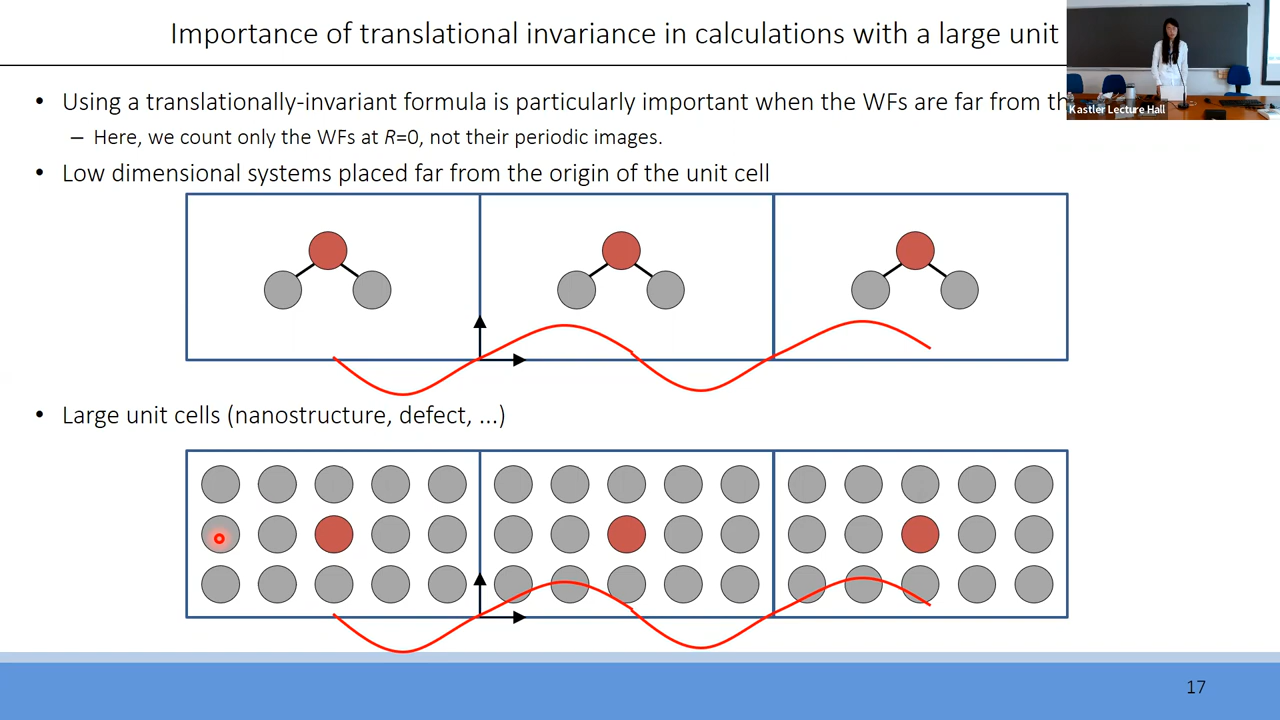 Importance of translational invariance in calculations with a large unit
• Using a translationally-invariant formula is particularly important when the WFs are far from th
Kastler Lecture Hall
– Here, we count only the WFs at R=0, not their periodic images.
• Low dimensional systems placed far from the origin of the unit cell
• Large unit cells (nanostructure, defect, ...)
17